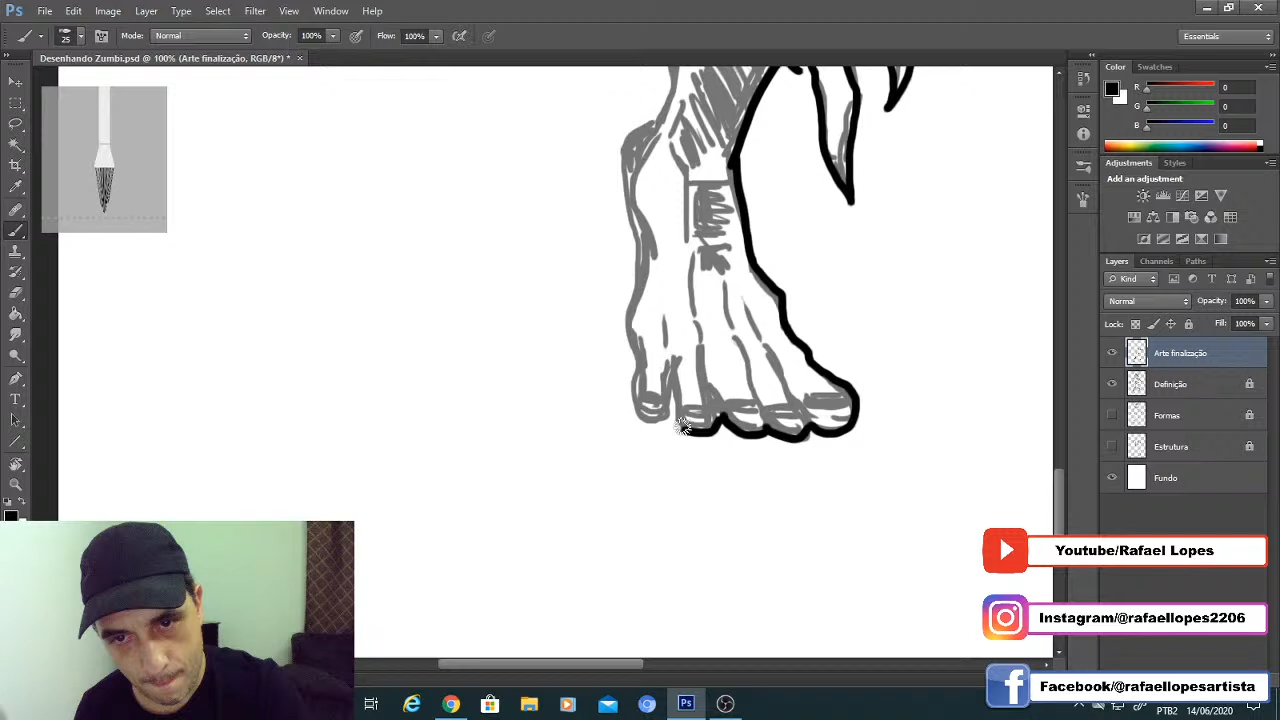 Ps File Edit Image Layer Type Select Filter View Window Help
25 Mode: Normal Opacity: 100% Flow: 100% Essentials
Desenhando Zumbi.psd @ 100% (Arte finalização, RGB/8*) *
Color Swatches
R 0
G 0
B 0
Adjustments Styles
Add an adjustment
Layers Channels Paths
Kind
Normal Opacity: 100%
Lock: Fill: 100%
Arte finalização
Definição
Formas
Estrutura
Fundo
Youtube/Rafael Lopes
Instagram/@rafaellopes2206
Facebook/@rafaellopesartista
Ps PTB2 14/06/2020